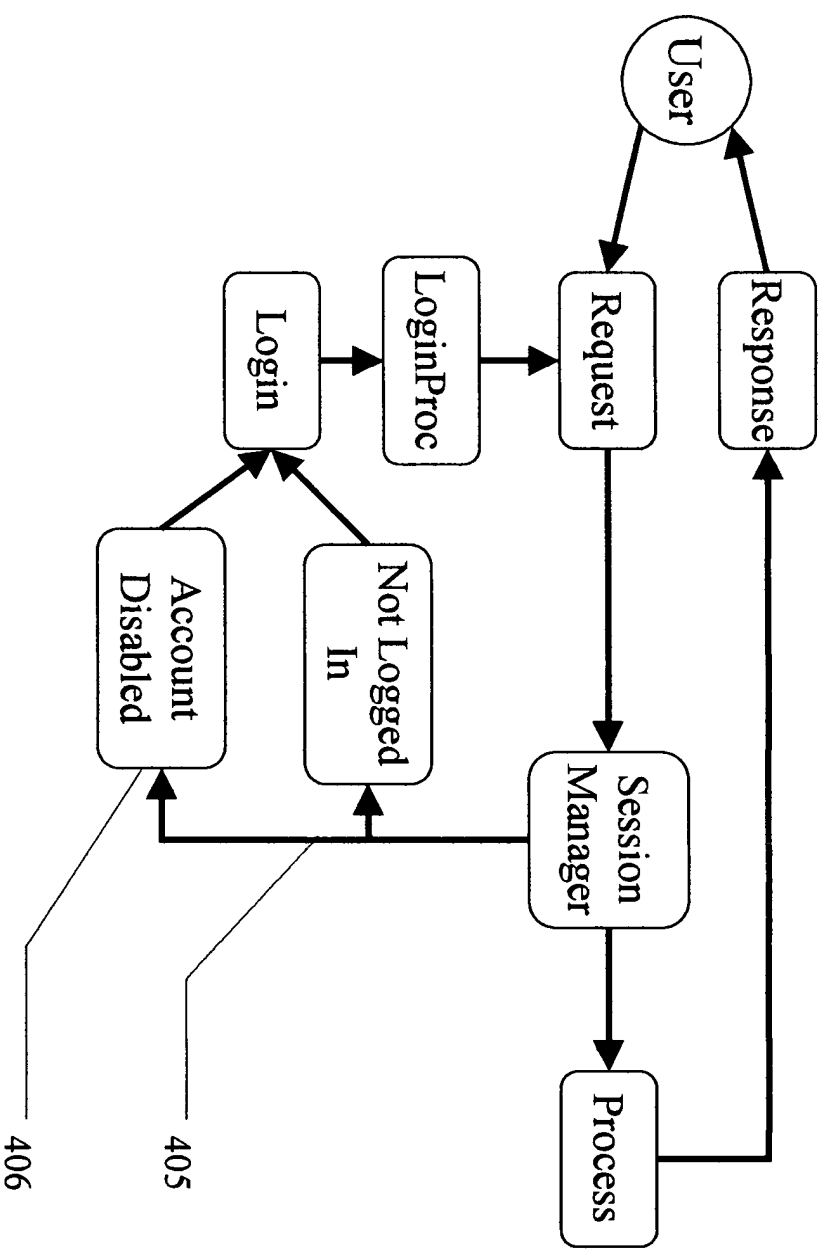 User
Response
Request
Session
Manager
Process
LoginProc
Login
Not Logged
In
Account
Disabled
405
406